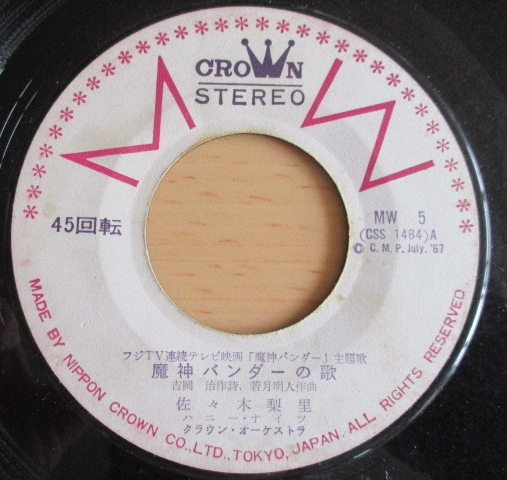 CROWN
STEREO
MW
45回転
MW 5
(CSS 1484)A
Ⓒ C. M. P. July. '67
フジTV連続テレビ映画「魔神バンダー」主題歌
魔神バンダーの歌
吉岡 治作詩、若月明人作曲
佐々木梨里
ハニー・ナイツ
クラウン・オーケストラ
MADE BY NIPPON CROWN CO., LTD., TOKYO, JAPAN. ALL RIGHTS RESERVED.